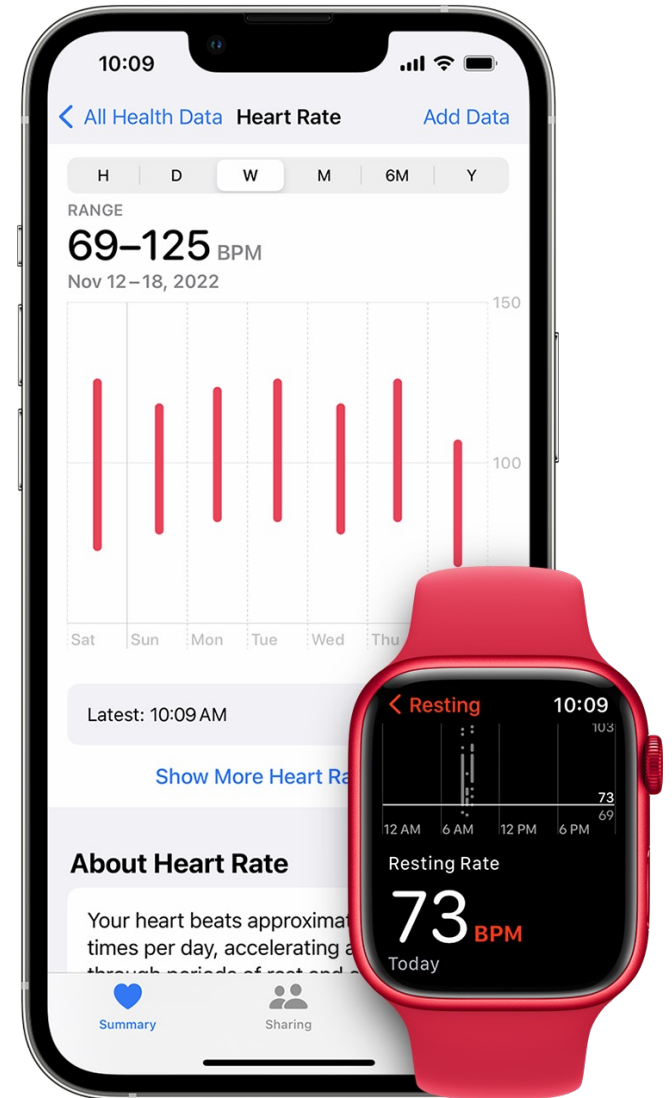 10:09
All Health Data Heart Rate Add Data
H D W M 6M Y
RANGE
69–125 BPM
Nov 12–18, 2022
150
100
Sat Sun Mon Tue Wed Thu
Latest: 10:09 AM
Show More Heart
About Heart Rate
Your heart beats
times per day, accelerating
Summary Sharing
Resting 10:09
103
73
69
12 AM 6 AM 12 PM 6 PM
Resting Rate
73 BPM
Today